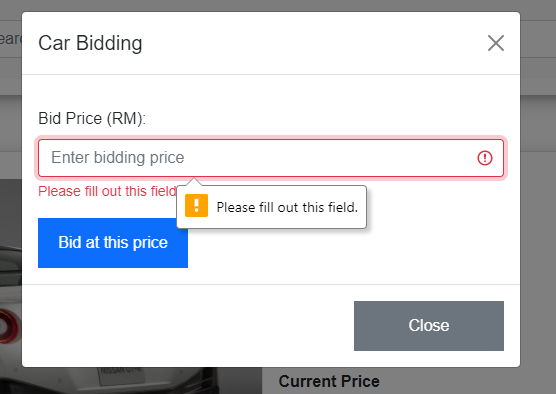 Car Bidding
Bid Price (RM):
Enter bidding price
Please fill out this field
Please fill out this field.
Bid at this price
Close
Current Price